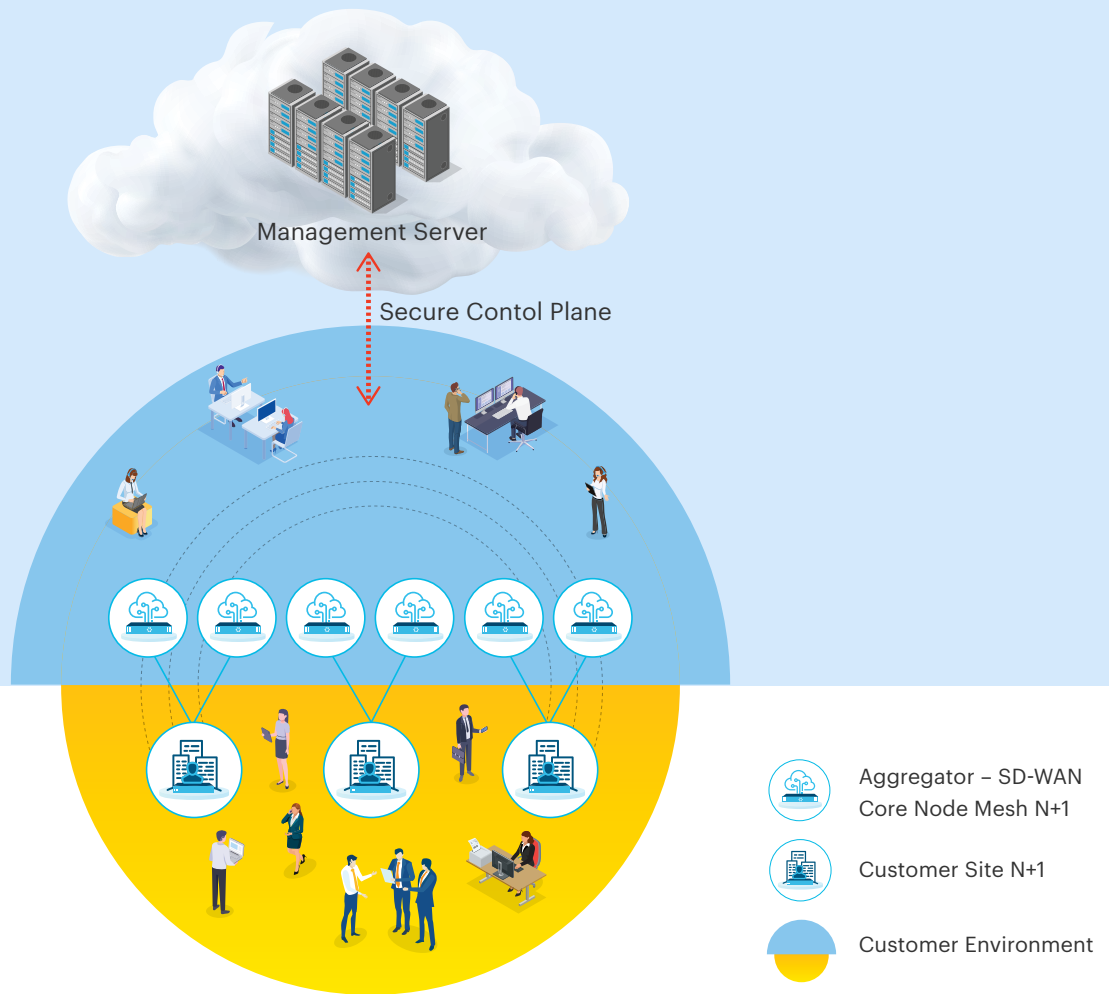 Management Server
Secure Contol Plane
Aggregator – SD-WAN
Core Node Mesh N+1
Customer Site N+1
Customer Environment